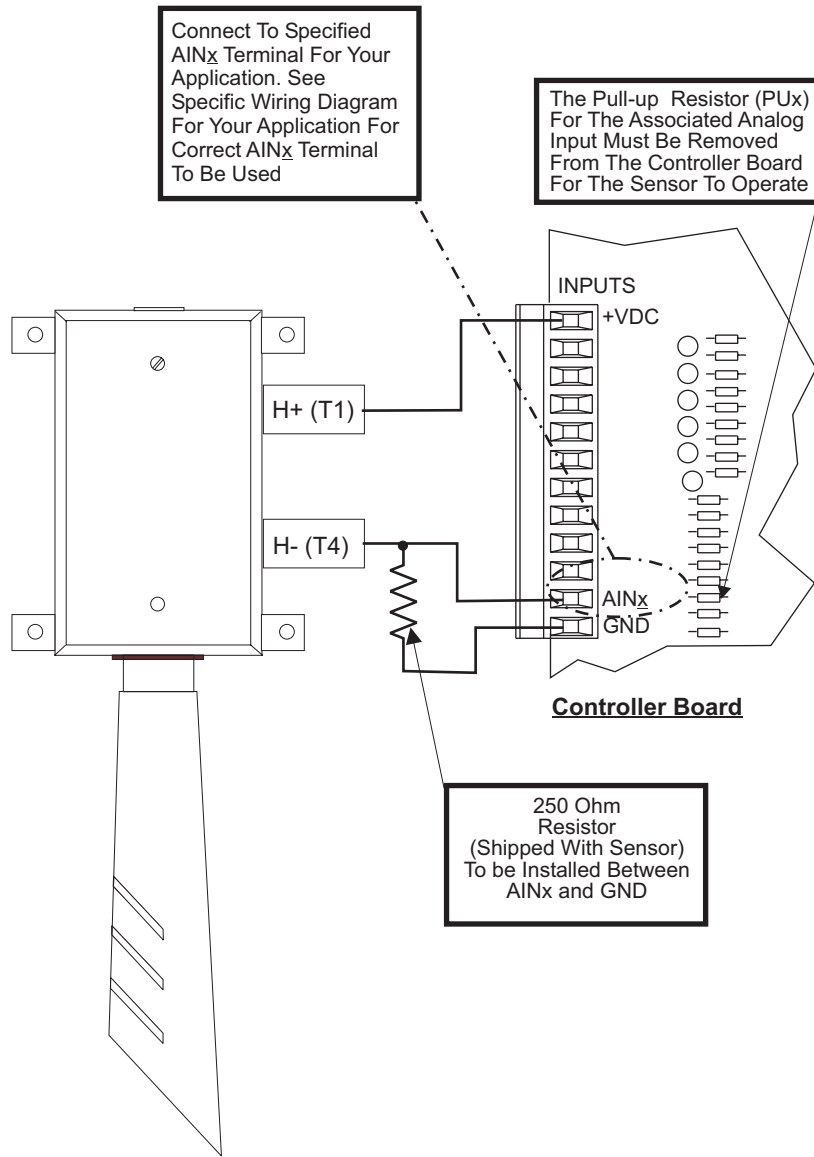 Connect To Specified
AINx Terminal For Your
Application. See
Specific Wiring Diagram
For Your Application For
Correct AINx Terminal
To Be Used
The Pull-up Resistor (PUx)
For The Associated Analog
Input Must Be Removed
From The Controller Board
For The Sensor To Operate
INPUTS
+VDC
H+ (T1)
H- (T4)
AINx
GND
Controller Board
250 Ohm
Resistor
(Shipped With Sensor)
To be Installed Between
AINx and GND